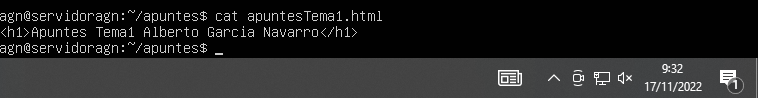 agn@servidoragn:~/apuntes$ cat apuntesTema1.html
<h1>Apuntes Tema1 Alberto Garcia Navarro</h1>
agn@servidoragn:~/apuntes$ _
9:32
17/11/2022
1